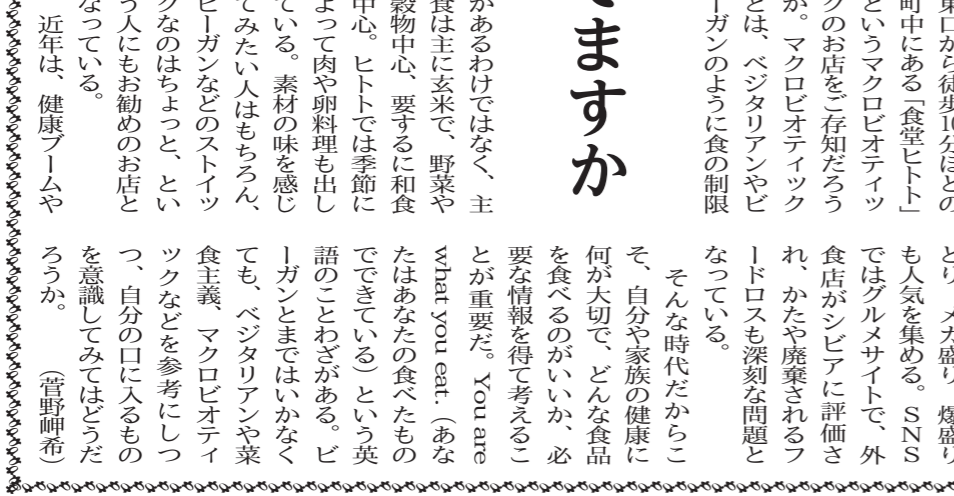 ますか
東口から徒歩10分ほどの
町中にある「食堂ヒトト」
というマクロビオティッ
クのお店をご存知だろう
か。マクロビオティック
とは、ベジタリアンやビ
ーガンのように食の制限
があるわけではなく、主
食は主に玄米で、野菜や
穀物中心、要するに和食
中心。ヒトトでは季節に
よって肉や卵料理も出し
ている。素材の味を感じ
てみたい人はもちろん、
ビーガンなどのストイッ
クなのはちょっと、とい
う人にもお勧めのお店と
なっている。
近年は、健康ブームや
とり、メガ盛り、爆盛り
も人気を集める。SNS
ではグルメサイトで、外
食店がシビアに評価さ
れ、かたや廃棄されるフ
ードロスも深刻な問題と
なっている。
そんな時代だからこ
そ、自分や家族の健康に
何が大切で、どんな食品
を食べるのがいいか、必
要な情報を得て考えるこ
とが重要だ。You are
what you eat.(あな
たはあなたの食べたもの
でできている)という英
語のことわざがある。ビ
ーガンとまではいかなく
ても、ベジタリアンや菜
食主義、マクロビオティ
ックなどを参考にしつ
つ、自分の口に入るもの
を意識してみてはどうだ
ろうか。(菅野岬希)